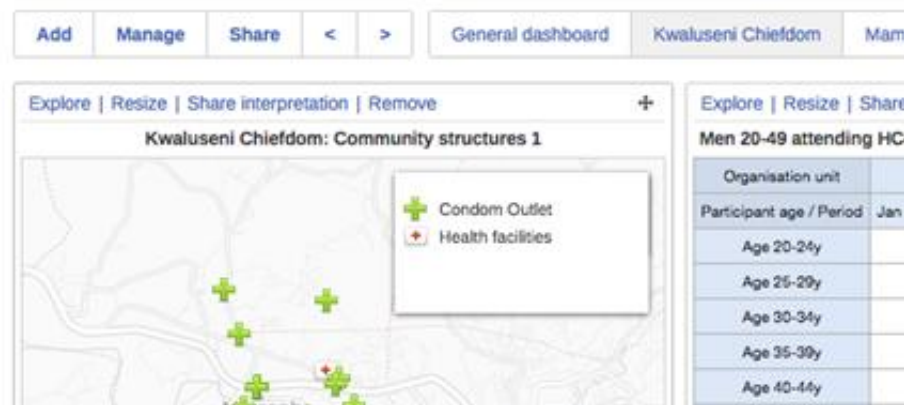 Add Manage Share < > General dashboard Kwaluseni Chiefdom Mam
Explore | Resize | Share interpretation | Remove
Kwaluseni Chiefdom: Community structures 1
Condom Outlet
Health facilities
Explore | Resize | Share
Men 20-49 attending HC
Organisation unit
Participant age / Period Jan
Age 20-24y
Age 25-29y
Age 30-34y
Age 35-39y
Age 40-44y